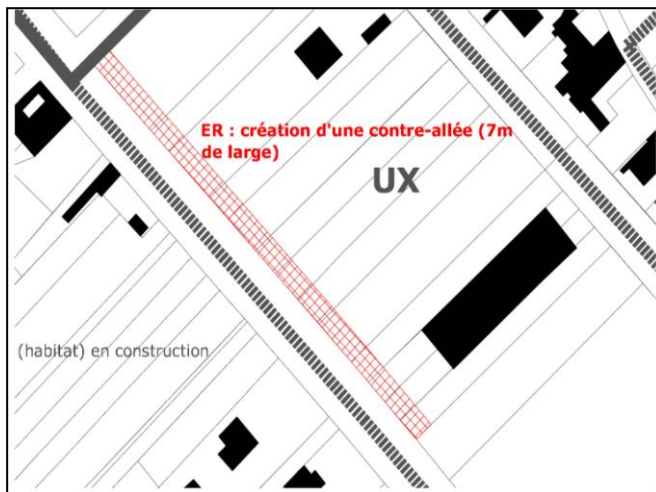 ER : création d'une contre-allée (7m
de large)
UX
(habitat) en construction